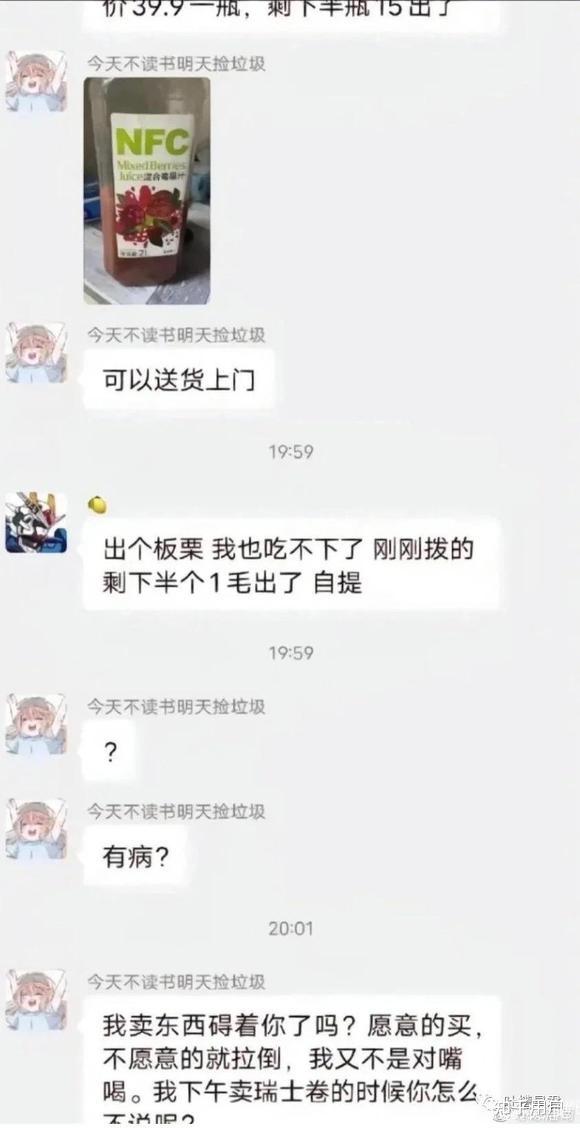 价39.9一瓶，剩下半瓶15出了
今天不读书明天捡垃圾
NFC
Mixed Berries
Juice混合莓果汁
2L
今天不读书明天捡垃圾
可以送货上门
19:59
出个板栗 我也吃不下了 刚刚拨的
剩下半个1毛出了 自提
19:59
今天不读书明天捡垃圾
?
今天不读书明天捡垃圾
有病?
20:01
今天不读书明天捡垃圾
我卖东西碍着你了吗？愿意的买，
不愿意的就拉倒，我又不是对嘴
喝。我下午卖瑞士卷的时候你怎么
不说呢?